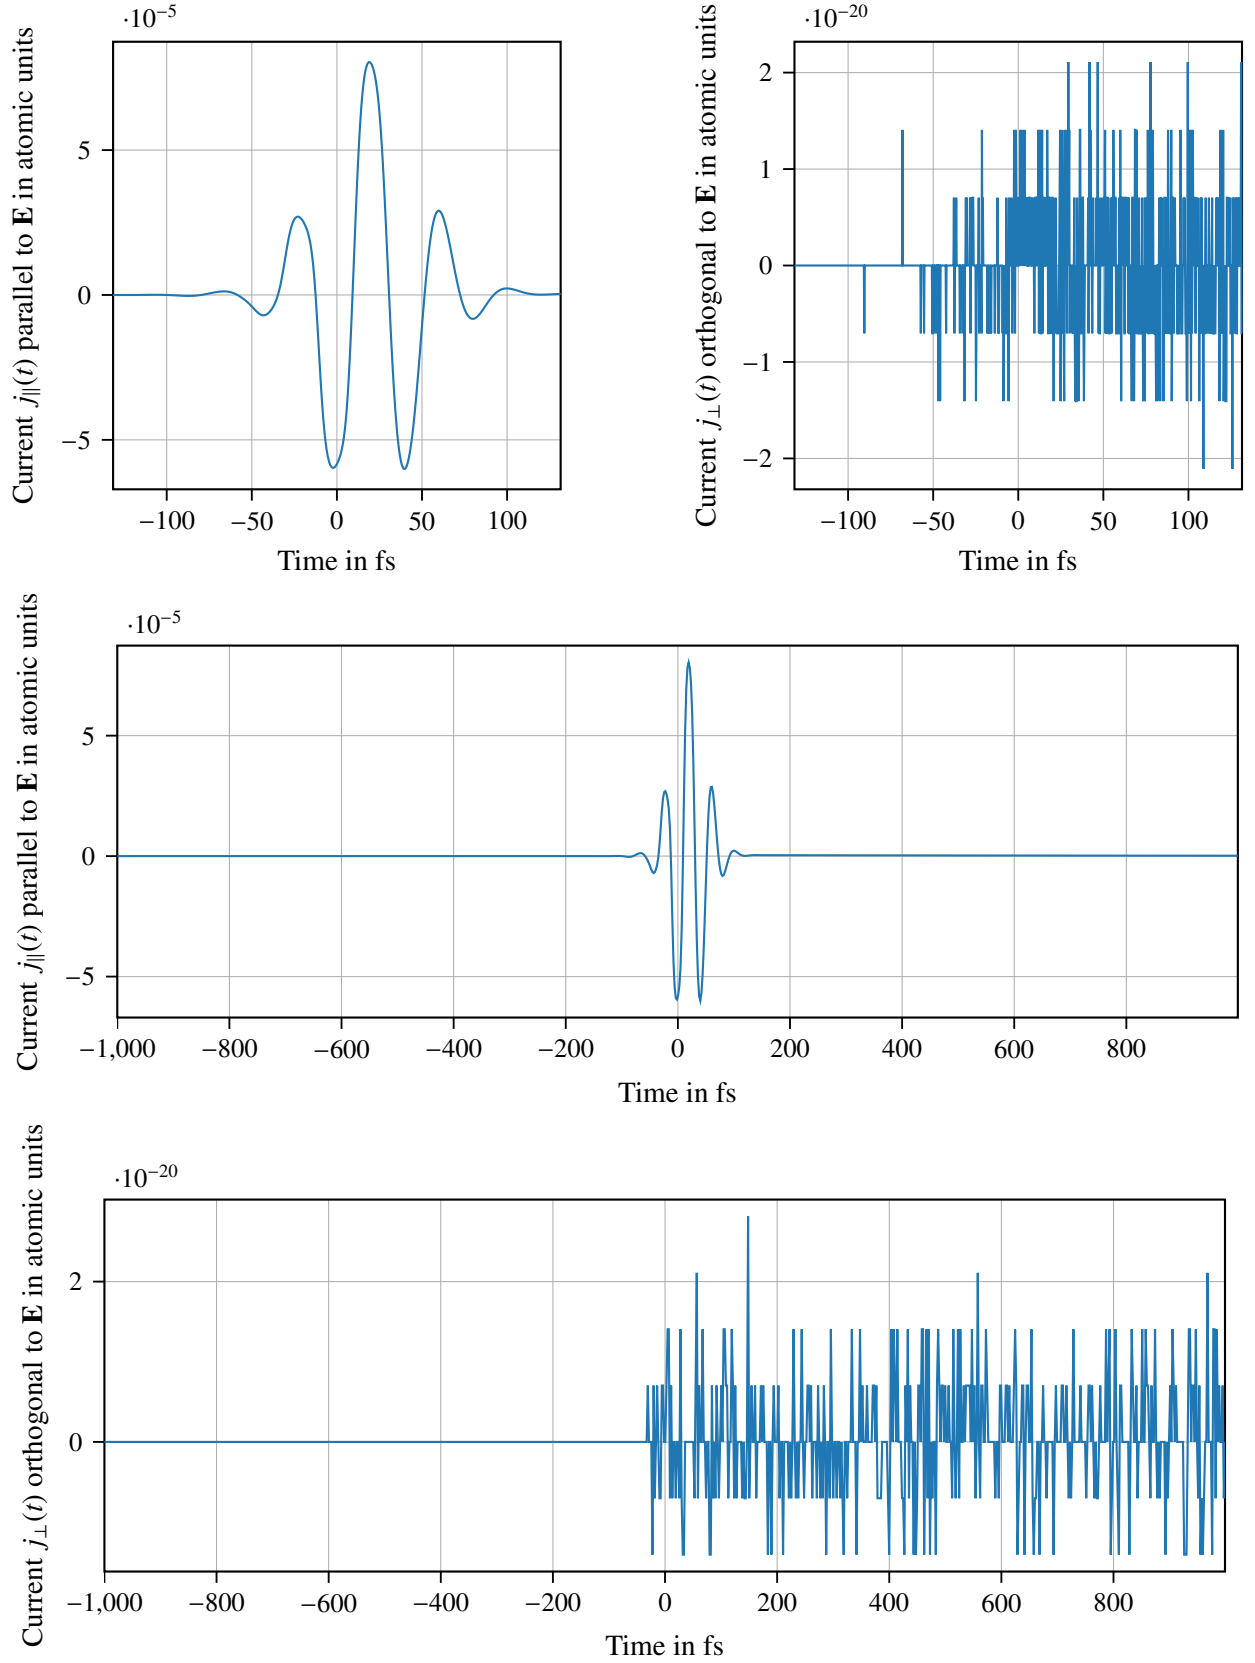 ·10⁻⁵
Current j∥(t) parallel to E in atomic units
5
0
−5
−100 −50 0 50 100
Time in fs
·10⁻²⁰
Current j⊥(t) orthogonal to E in atomic units
2
1
0
−1
−2
−100 −50 0 50 100
Time in fs
·10⁻⁵
Current j∥(t) parallel to E in atomic units
5
0
−5
−1,000 −800 −600 −400 −200 0 200 400 600 800
Time in fs
·10⁻²⁰
Current j⊥(t) orthogonal to E in atomic units
2
0
−1,000 −800 −600 −400 −200 0 200 400 600 800
Time in fs